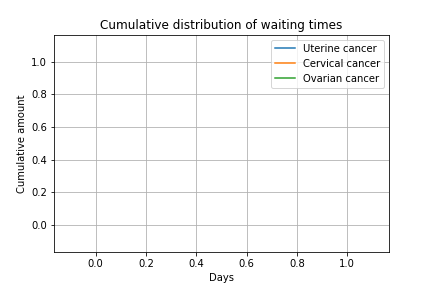 Cumulative distribution of waiting times
Uterine cancer
Cervical cancer
Ovarian cancer
Cumulative amount
1.0
0.8
0.6
0.4
0.2
0.0
0.0 0.2 0.4 0.6 0.8 1.0
Days